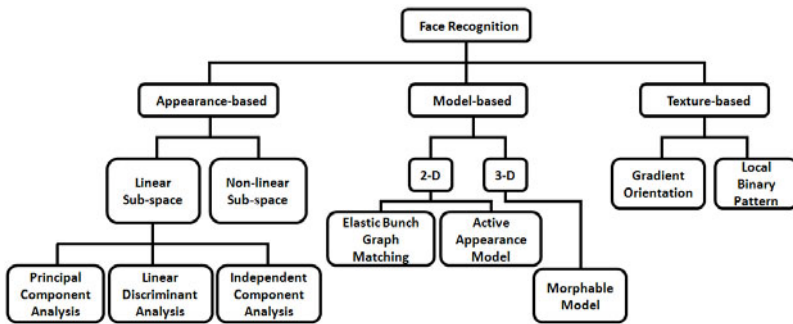 Face Recognition
Appearance-based
Model-based
Texture-based
Linear
Sub-space
Non-linear
Sub-space
2-D
3-D
Gradient
Orientation
Local
Binary
Pattern
Elastic Bunch
Graph
Matching
Active
Appearance
Model
Principal
Component
Analysis
Linear
Discriminant
Analysis
Independent
Component
Analysis
Morphable
Model